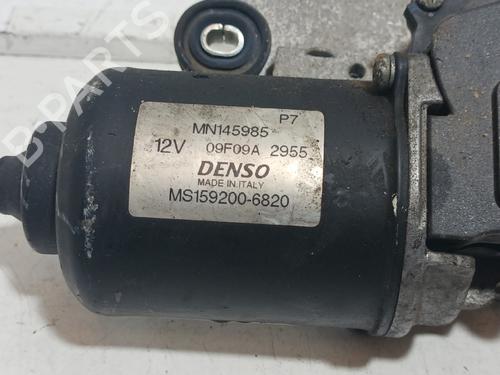 P7
MN145985
12V 09F09A 2955
DENSO
MADE IN ITALY
MS159200-6820
B-PARTS